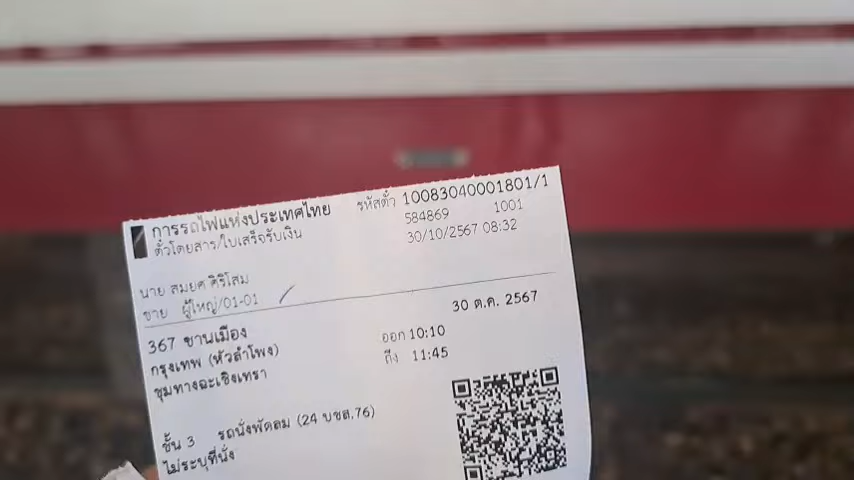 การรถไฟแห่งประเทศไทย
ตั๋วโดยสาร/ใบเสร็จรับเงิน
รหัสตั๋ว 10083040001801/1
584869 1001
30/10/2567 08:32
นาย สมยศ ศิริโสม
ชาย ผู้ใหญ่/01-01
30 ต.ค. 2567
367 ชานเมือง
กรุงเทพ (หัวลำโพง) ออก 10:10
ชุมทางฉะเชิงเทรา ถึง 11:45
ชั้น 3 รถนั่งพัดลม (24 บชส.76)
ไม่ระบุที่นั่ง